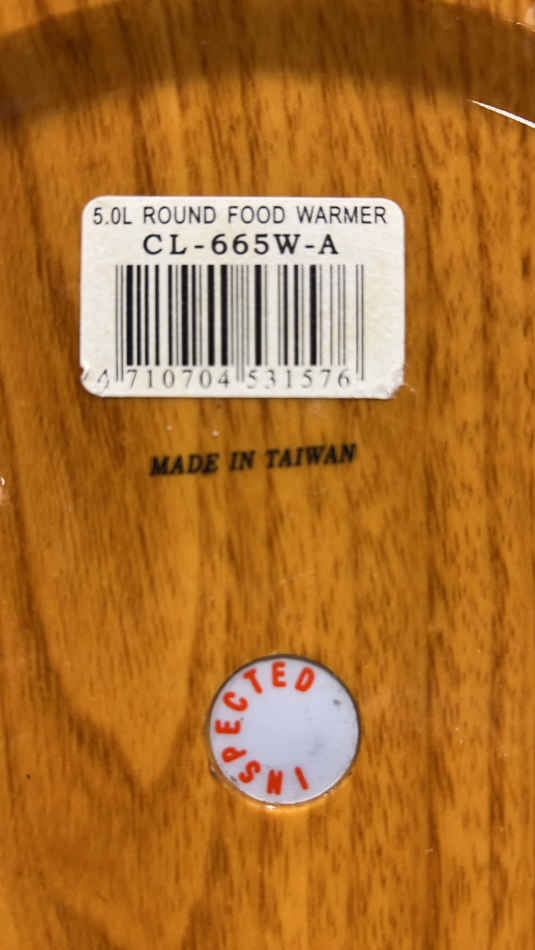 5.0L ROUND FOOD WARMER
CL-665W-A
4 710704 531576
MADE IN TAIWAN
INSPECTED